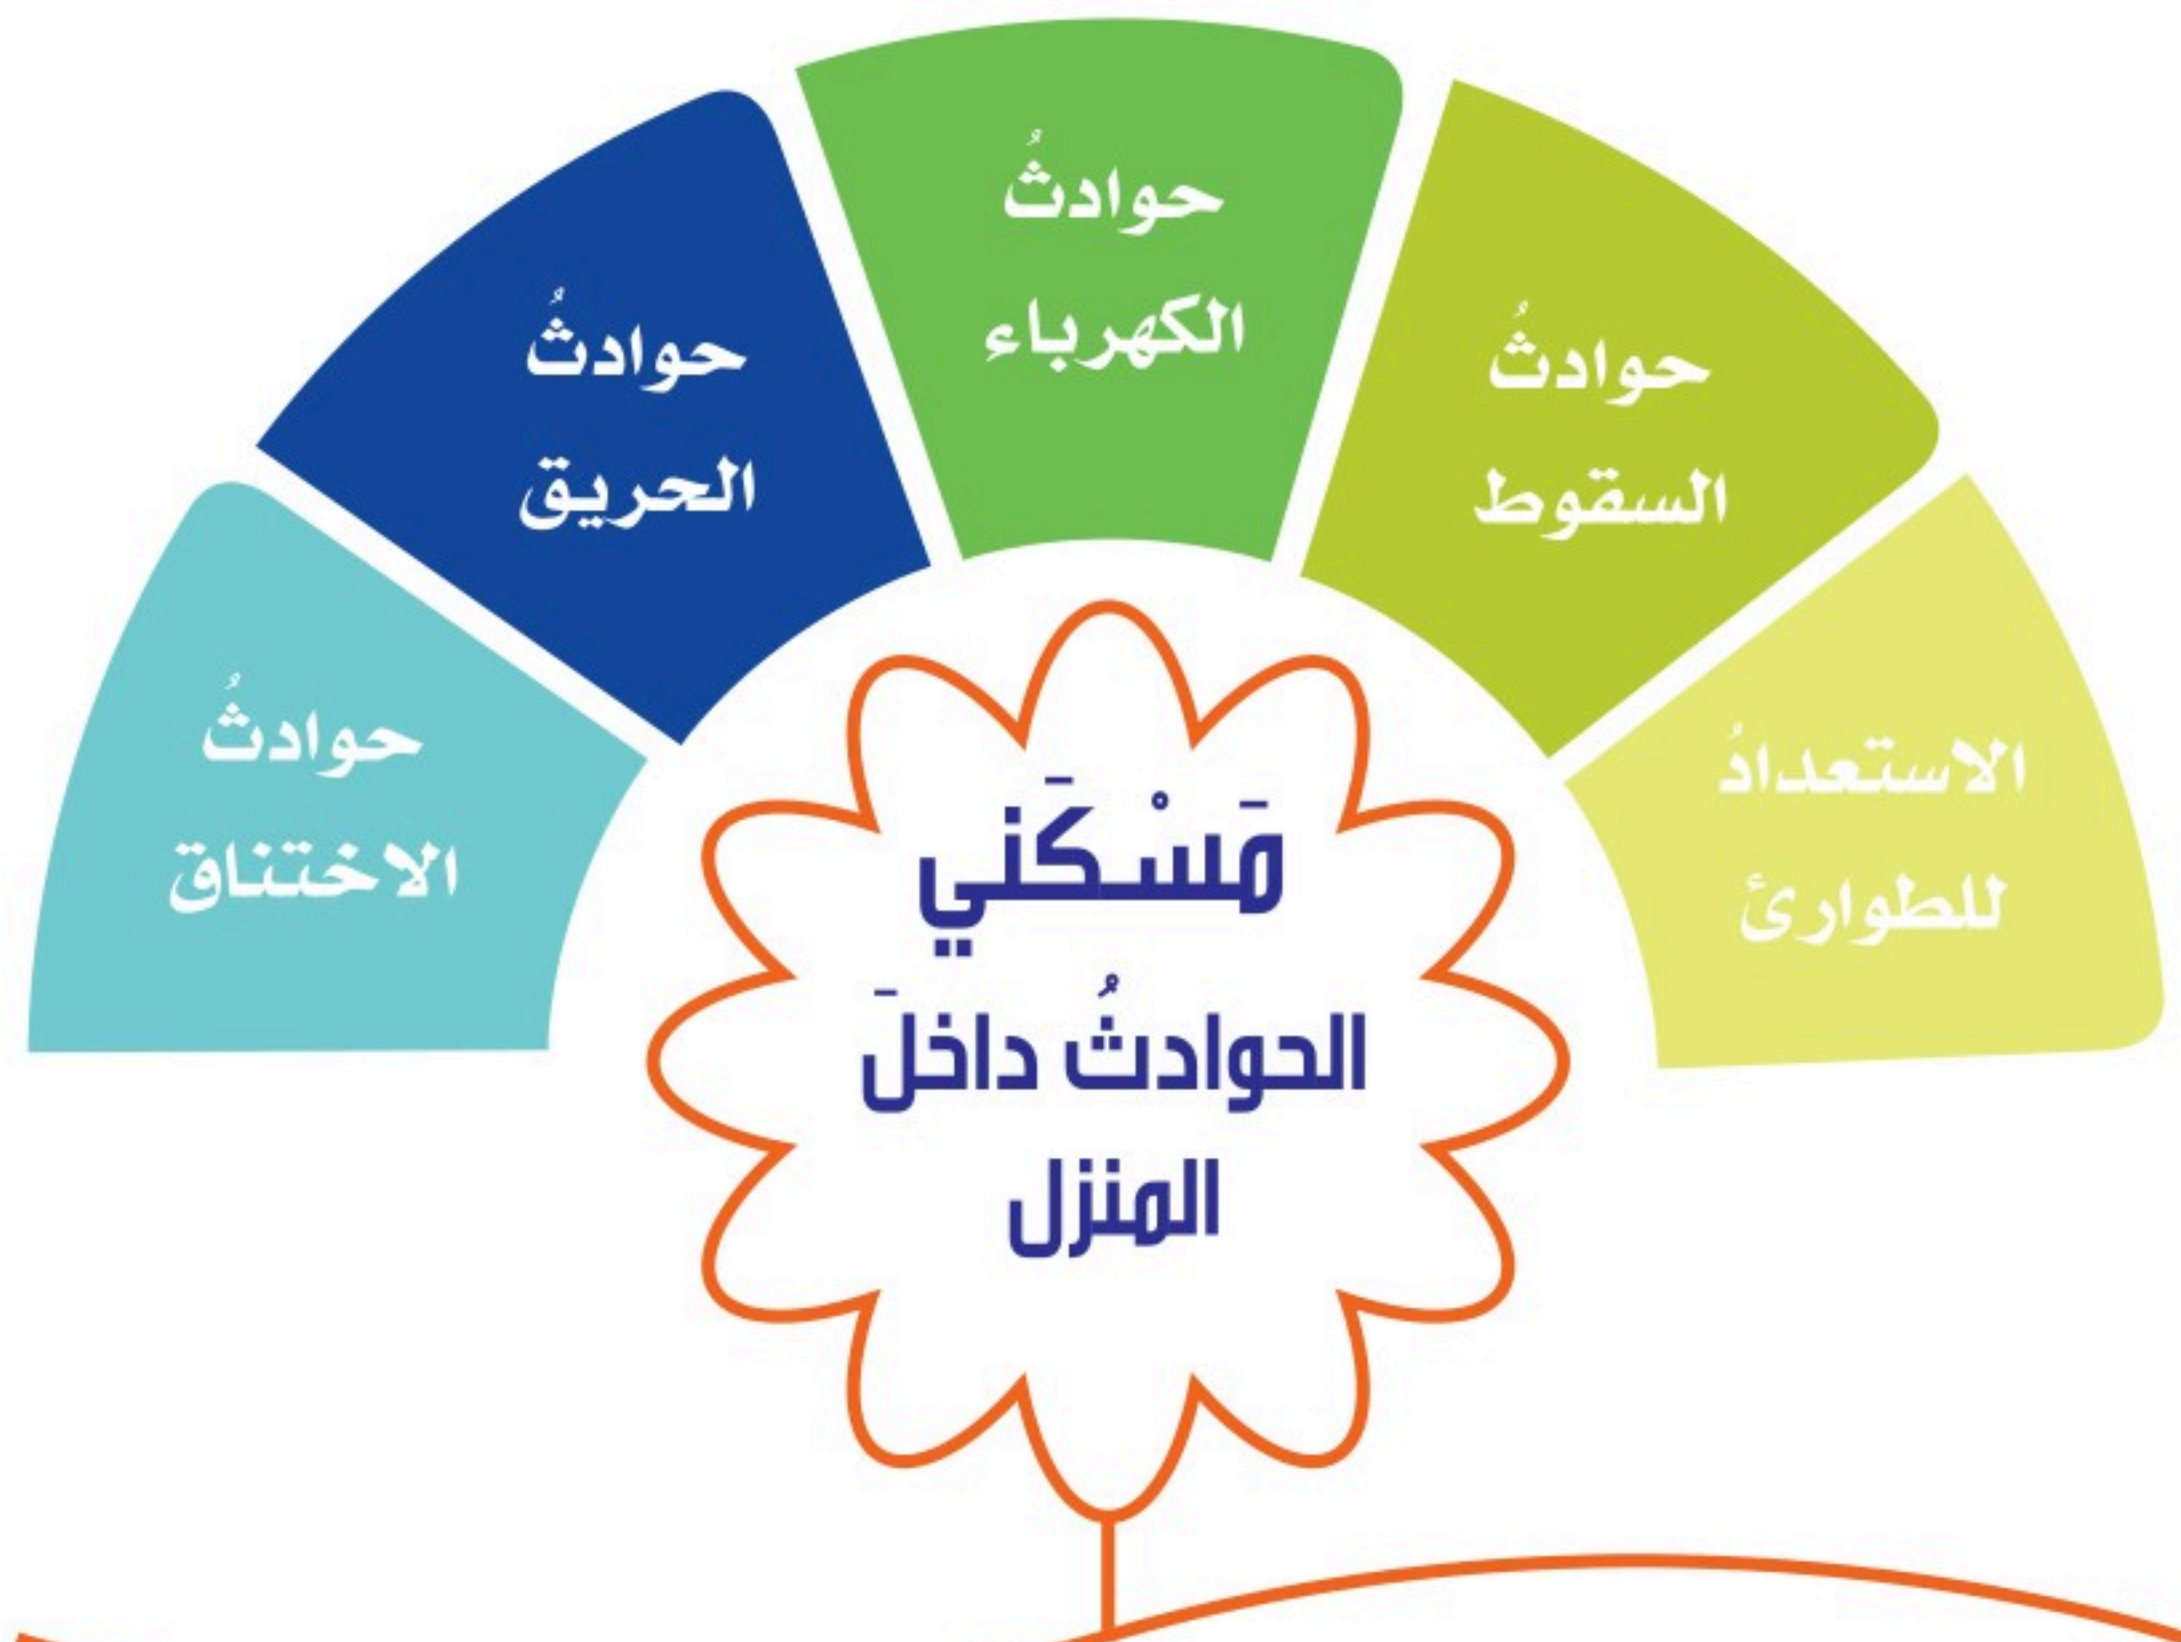 حوادثُ
الكهرباء
حوادثُ
السقوط
الاستعدادُ
للطوارئ
حوادثُ
الحريق
حوادثُ
الاختناق
مَسْكَني
الحوادثُ داخلَ
المنزل